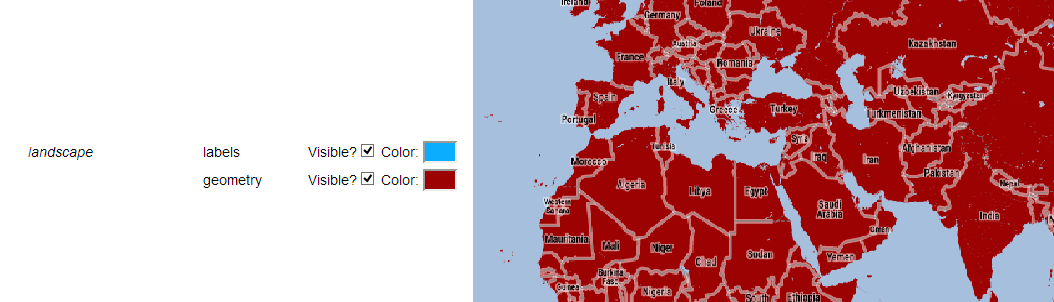 landscape
labels
Visible?
Color:
geometry
Visible?
Color:
Ireland
Germany
Poland
Ukraine
Kazakhstan
France
Austria
Romania
Italy
Uzbekistan
Kyrgyzstan
Spain
Greece
Turkey
Turkmenistan
Portugal
Tunisia
Syria
Afghanistan
Morocco
Iraq
Iran
Pakistan
Algeria
Libya
Egypt
Nepal
Western
Sahara
Saudi
Arabia
India
Oman
Mauritania
Mali
Niger
Chad
Sudan
Yemen
Burkina
Faso
Guinea
Nigeria
South
Ethiopia